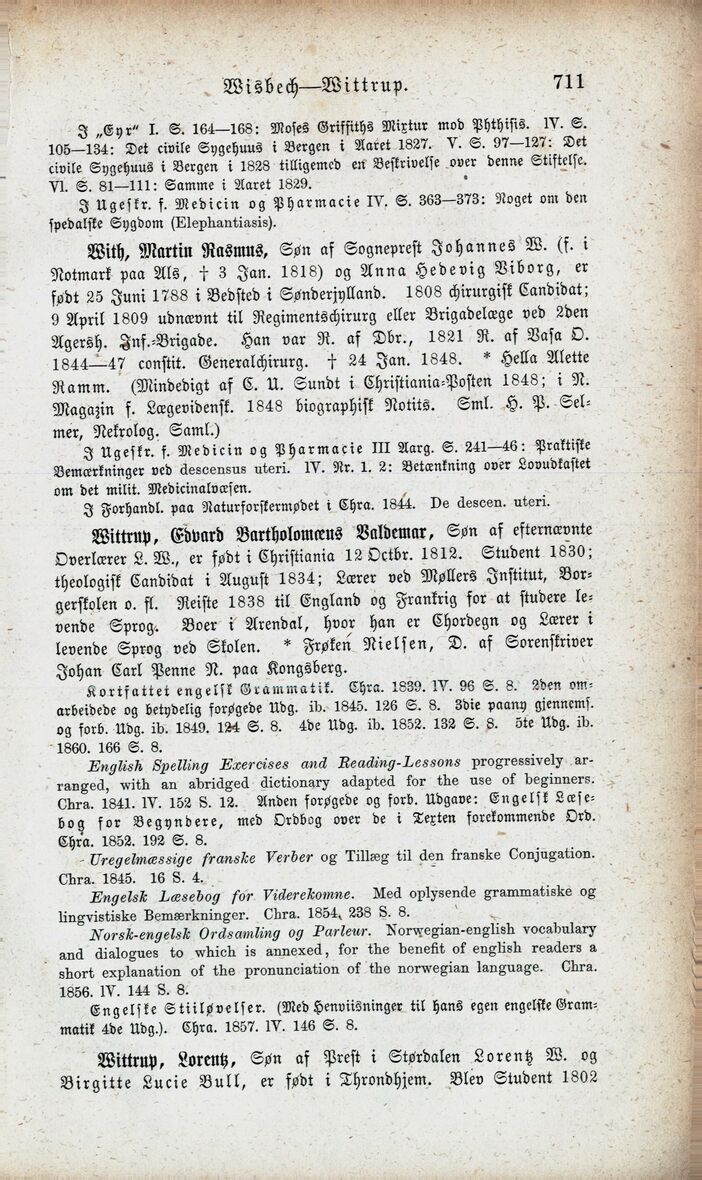 Wisbech—Wittrup. 711
I „Eyr“ I. S. 164—168: Moses Griffiths Mixtur mod Phthisis. IV. S.
105—134: Det civile Sygehuus i Bergen i Aaret 1827. V. S. 97—127: Det
civile Sygehuus i Bergen i 1828 tilligemed en Beskrivelse over denne Stiftelse.
VI. S. 81—111: Samme i Aaret 1829.
I Ugeskr. f. Medicin og Pharmacie IV. S. 363—373: Noget om den
spedalske Sygdom (Elephantiasis).
With, Martin Rasmus, Søn af Sogneprest Johannes W. (f. i
Notmark paa Als, † 3 Jan. 1818) og Anna Hedevig Viborg, er
født 25 Juni 1788 i Bedsted i Sønderjylland. 1808 chirurgisk Candidat;
9 April 1809 udnævnt til Regimentschirurg eller Brigadelæge ved 2den
Agersh. Inf.-Brigade. Han var R. af Dbr., 1821 R. af Vasa O.
1844—47 constit. Generalchirurg. † 24 Jan. 1848. * Hella Alette
Ramm. (Mindedigt af C. U. Sundt i Christiania-Posten 1848; i N.
Magazin f. Lægevidensk. 1848 biographisk Notits. Sml. H. P. Sel-
mer, Nekrolog. Saml.)
I Ugeskr. f. Medicin og Pharmacie III Aarg. S. 241—46: Praktiske
Bemærkninger ved descensus uteri. IV. Nr. 1. 2: Betænkning over Lovudkastet
om det milit. Medicinalvæsen.
I Forhandl. paa Naturforskermødet i Chra. 1844. De descen. uteri.
Wittrup, Edvard Bartholomæus Valdemar, Søn af efternævnte
Overlærer L. W., er født i Christiania 12 Octbr. 1812. Student 1830;
theologisk Candidat i August 1834; Lærer ved Møllers Institut, Bor-
gerskolen o. fl. Reiste 1838 til England og Frankrig for at studere le-
vende Sprog. Boer i Arendal, hvor han er Chordegn og Lærer i
levende Sprog ved Skolen. * Frøken Nielsen, D. af Sorenskriver
Johan Carl Penne N. paa Kongsberg.
Kortfattet engelsk Grammatik. Chra. 1839. IV. 96 S. 8. 2den om-
arbeidede og betydelig forøgede Udg. ib. 1845. 126 S. 8. 3die paany gjennems.
og forb. Udg. ib. 1849. 124 S. 8. 4de Udg. ib. 1852. 132 S. 8. 5te Udg. ib.
1860. 166 S. 8.
English Spelling Exercises and Reading-Lessons progressively ar-
ranged, with an abridged dictionary adapted for the use of beginners.
Chra. 1841. IV. 152 S. 12. Anden forøgede og forb. Udgave: Engelsk Læse-
bog for Begyndere, med Ordbog over de i Texten forekommende Ord.
Chra. 1852. 192 S. 8.
Uregelmæssige franske Verber og Tillæg til den franske Conjugation.
Chra. 1845. 16 S. 4.
Engelsk Læsebog for Viderekomne. Med oplysende grammatiske og
lingvistiske Bemærkninger. Chra. 1854. 238 S. 8.
Norsk-engelsk Ordsamling og Parleur. Norwegian-english vocabulary
and dialogues to which is annexed, for the benefit of english readers a
short explanation of the pronunciation of the norwegian language. Chra.
1856. IV. 144 S. 8.
Engelske Stiiløvelser. (Med Henviisninger til hans egen engelske Gram-
matik 4de Udg.). Chra. 1857. IV. 146 S. 8.
Wittrup, Lorentz, Søn af Prest i Størdalen Lorentz W. og
Birgitte Lucie Bull, er født i Throndhjem. Blev Student 1802